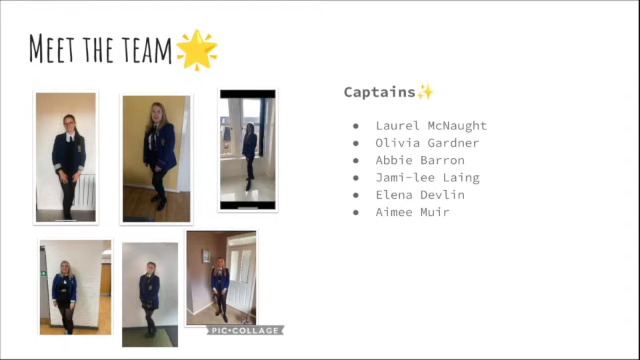 MEET THE TEAM
Captains
Laurel McNaught
Olivia Gardner
Abbie Barron
Jami-lee Laing
Elena Devlin
Aimee Muir
PIC•COLLAGE